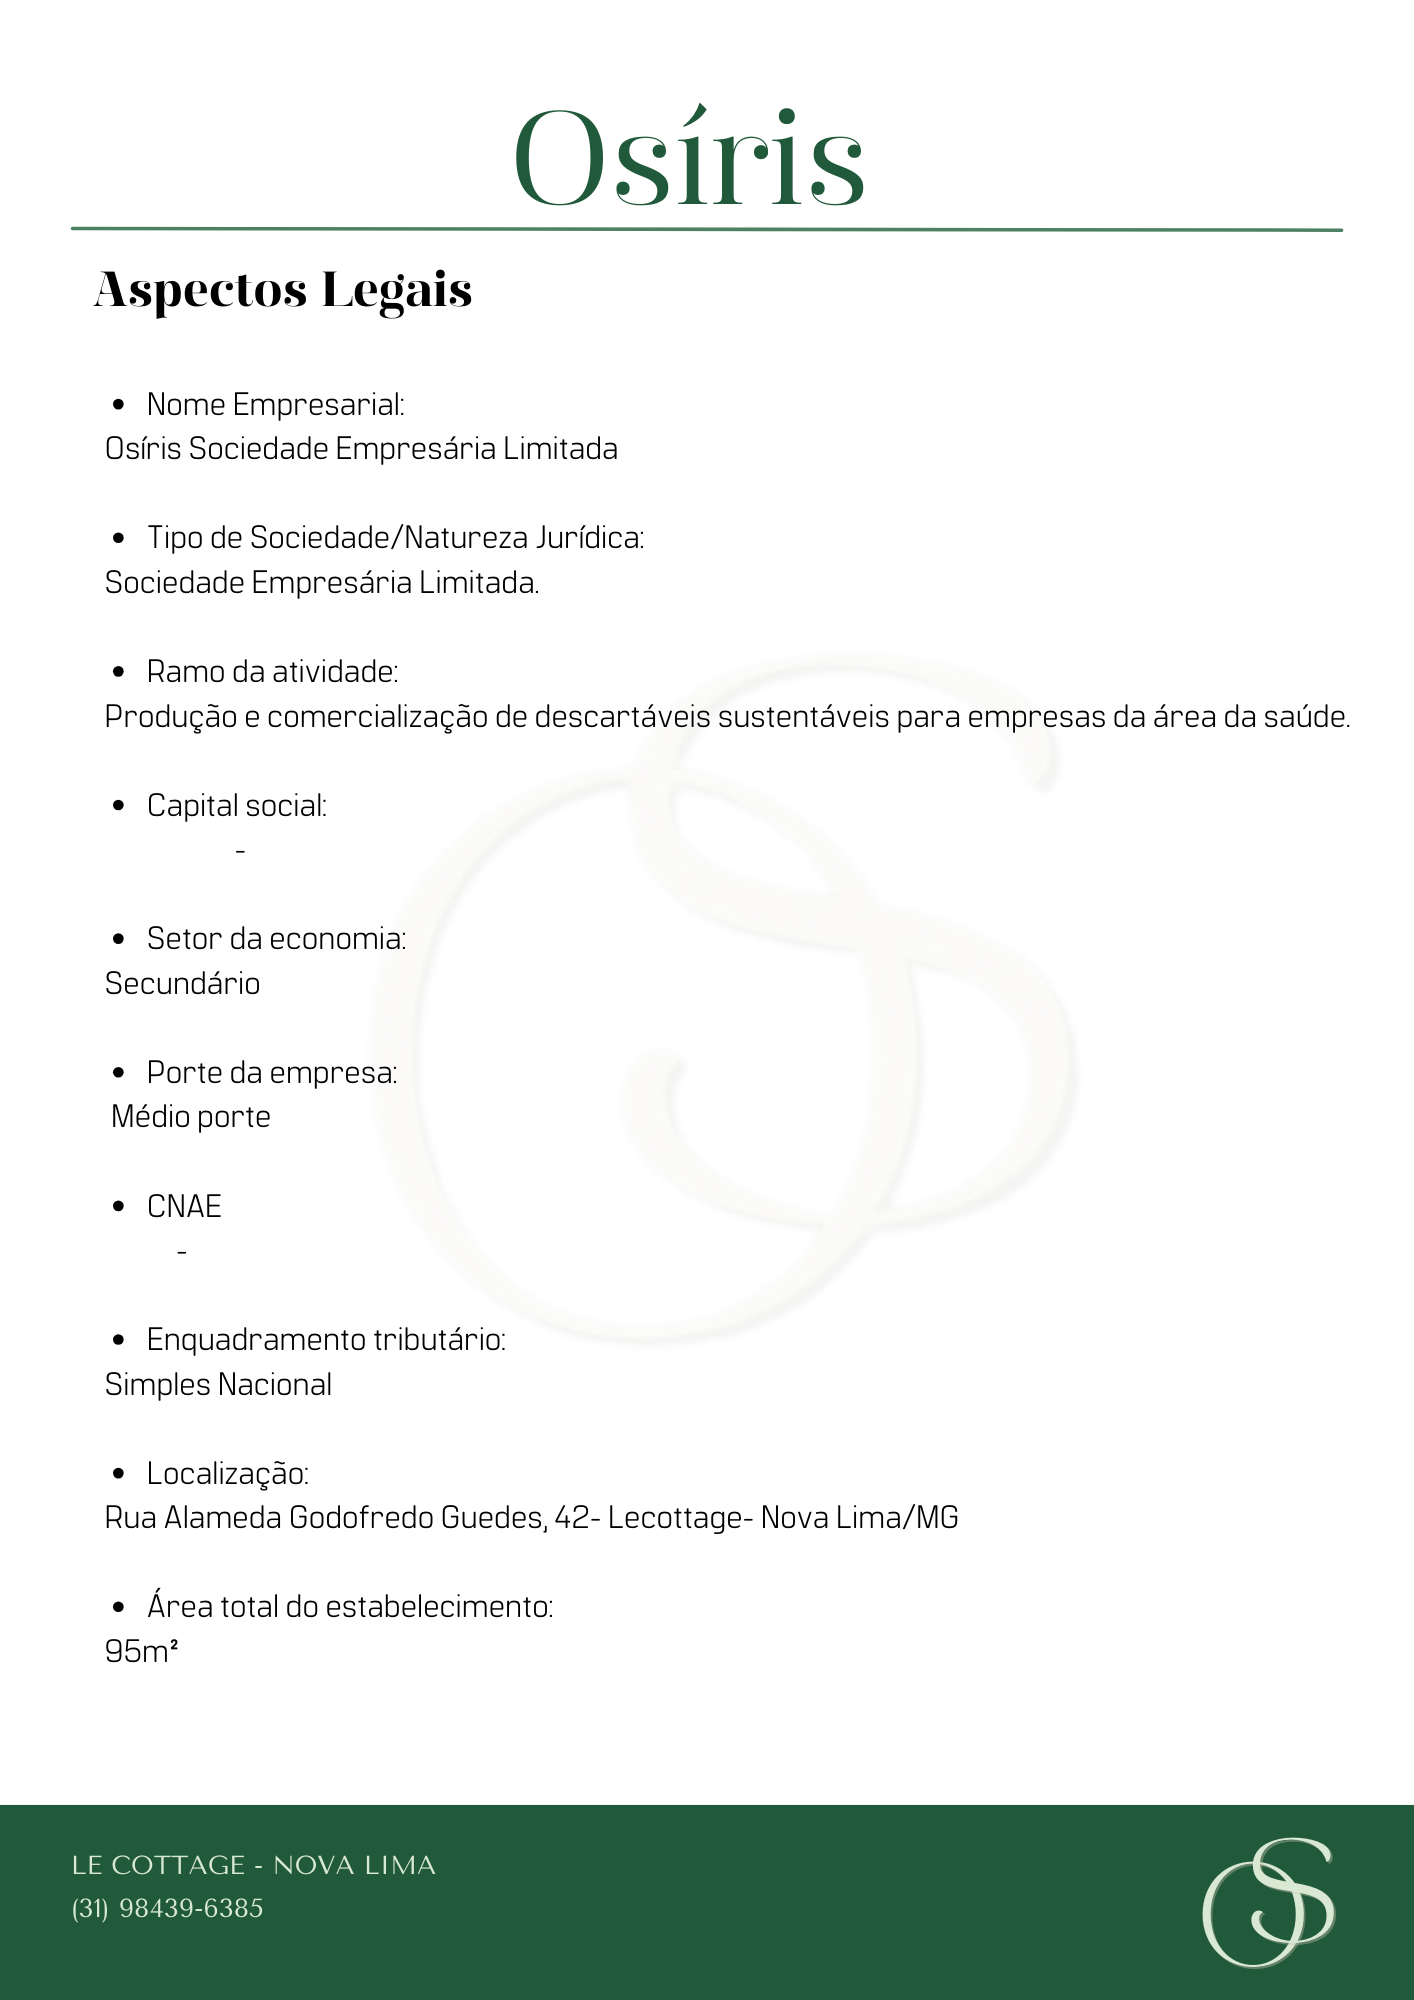 Osíris
Aspectos Legais
• Nome Empresarial:
Osíris Sociedade Empresária Limitada
• Tipo de Sociedade/Natureza Jurídica:
Sociedade Empresária Limitada.
• Ramo da atividade:
Produção e comercialização de descartáveis sustentáveis para empresas da área da saúde.
• Capital social:
-
• Setor da economia:
Secundário
• Porte da empresa:
Médio porte
• CNAE
-
• Enquadramento tributário:
Simples Nacional
• Localização:
Rua Alameda Godofredo Guedes, 42- Lecottage- Nova Lima/MG
• Área total do estabelecimento:
95m²
LE COTTAGE - NOVA LIMA
(31) 98439-6385
OS